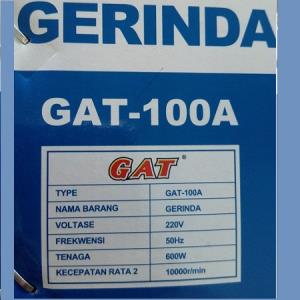 GERINDA
GAT-100A
GAT®
TYPE GAT-100A
NAMA BARANG GERINDA
VOLTASE 220V
FREKWENSI 50Hz
TENAGA 600W
KECEPATAN RATA 2 10000r/min